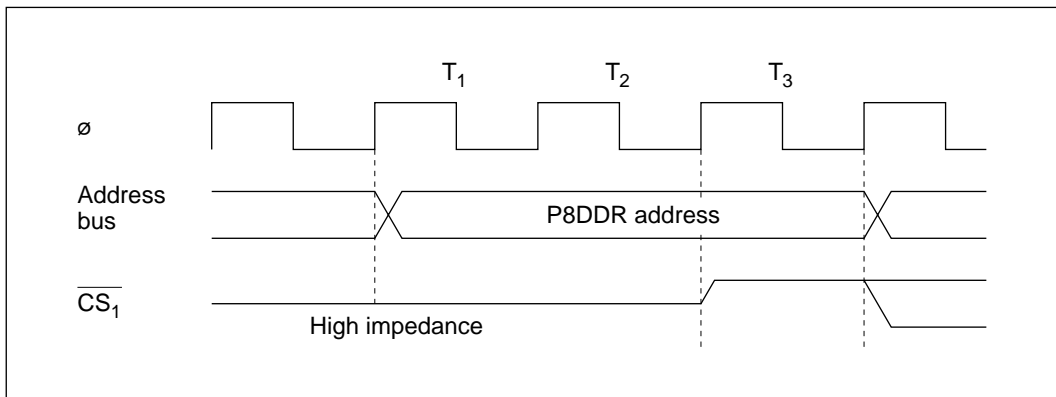 T1 T2 T3
ø
Address
bus
P8DDR address
CS1
High impedance